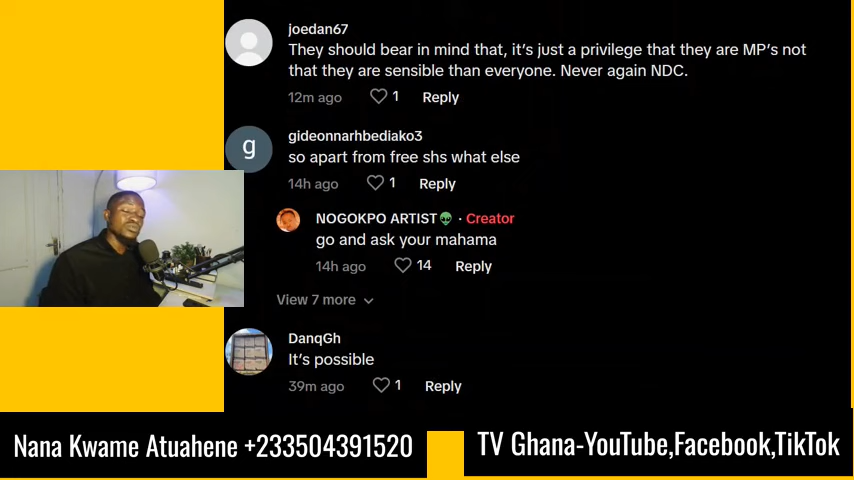 joedan67
They should bear in mind that, it's just a privilege that they are MP's not
that they are sensible than everyone. Never again NDC.
12m ago 1 Reply
g
gideonnarhbediako3
so apart from free shs what else
14h ago 1 Reply
NOGOKPO ARTIST👽 · Creator
go and ask your mahama
14h ago 14 Reply
View 7 more
DanqGh
It's possible
39m ago 1 Reply
Nana Kwame Atuahene +233504391520
TV Ghana-YouTube,Facebook,TikTok